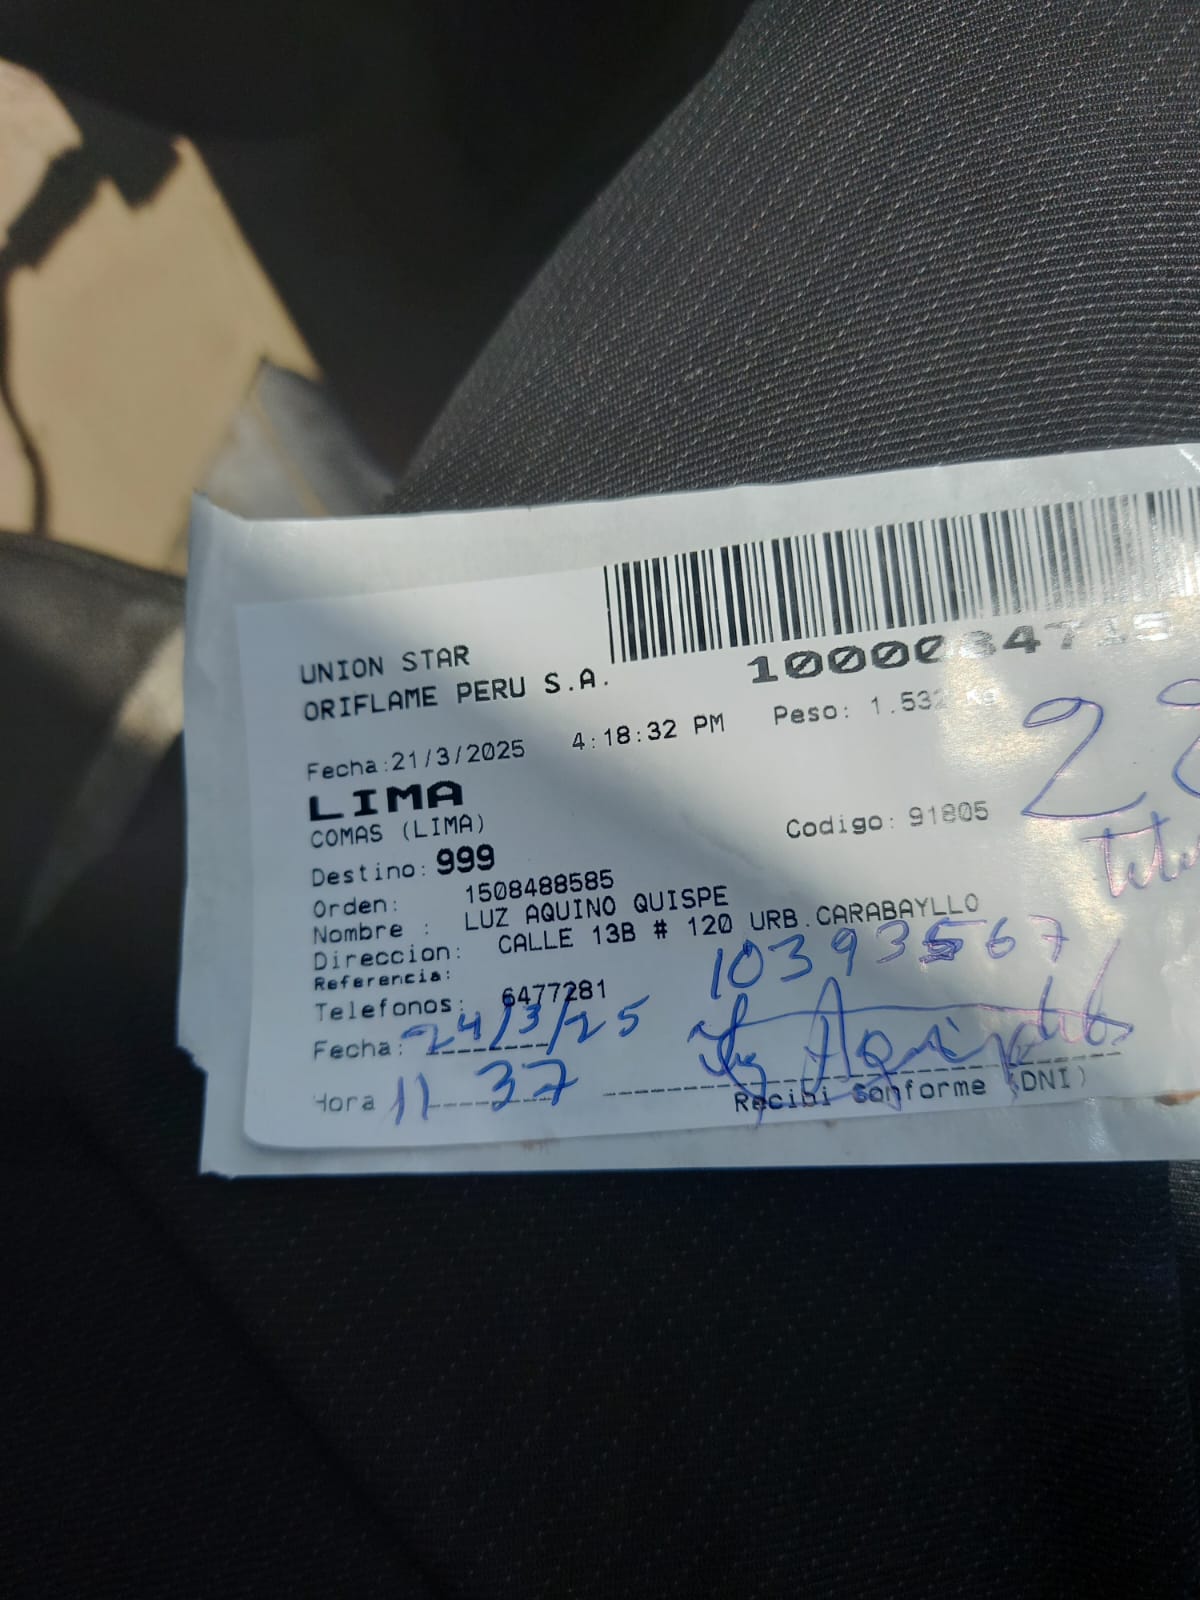 UNION STAR
ORIFLAME PERU S.A.
Fecha:21/3/2025 4:18:32 PM Peso: 1.532
LIMA
COMAS (LIMA)
Codigo: 91805
Destino: 999
Orden: 1508488585
Nombre : LUZ AQUINO QUISPE
Direccion: CALLE 13B # 120 URB.CARABAYLLO
Referencia:
Telefonos: 6477281
10393567
Fecha: 24/3/25
Hora 11 37
Recibi Conforme (DNI)